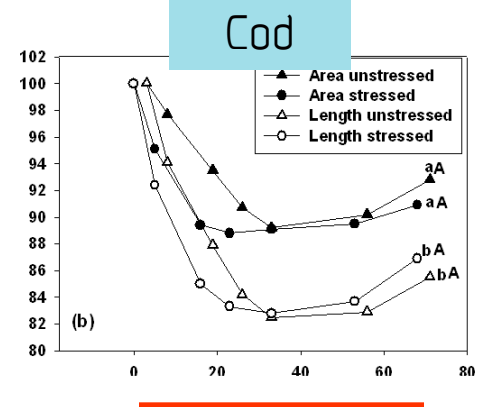 Cod
102
100
98
96
94
92
90
88
86
84
82
80
Area unstressed
Area stressed
Length unstressed
Length stressed
aA
aA
bA
bA
(b)
0 20 40 60 80